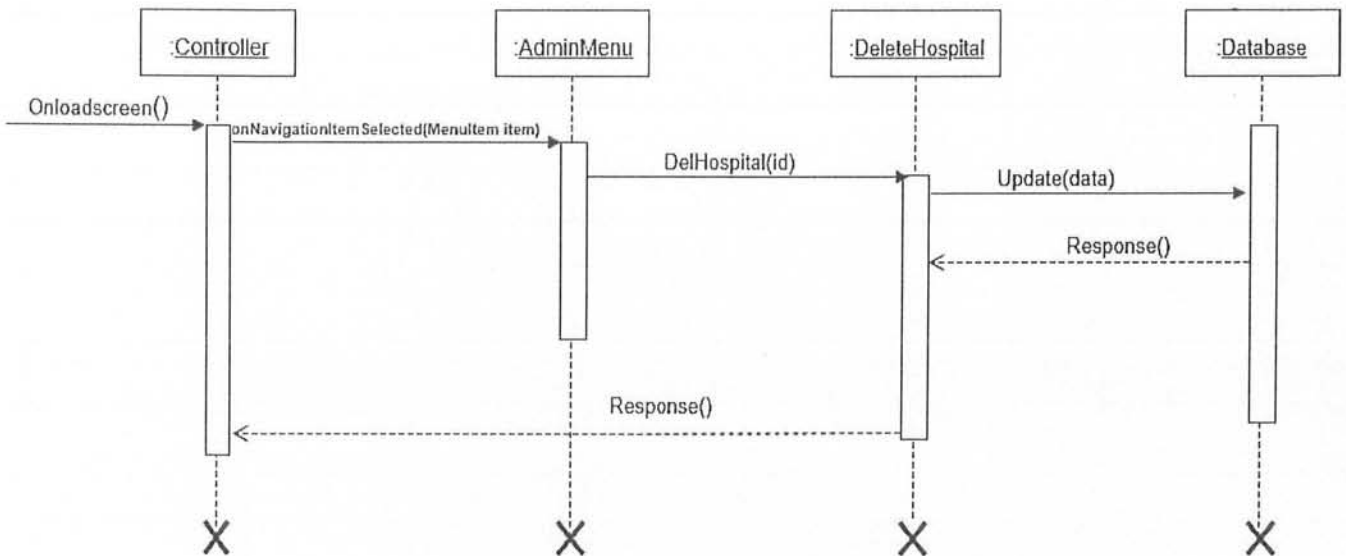 :Controller
:AdminMenu
:DeleteHospital
:Database
Onloadscreen()
onNavigationItemSelected(MenuItem item)
DelHospital(id)
Update(data)
Response()
Response()